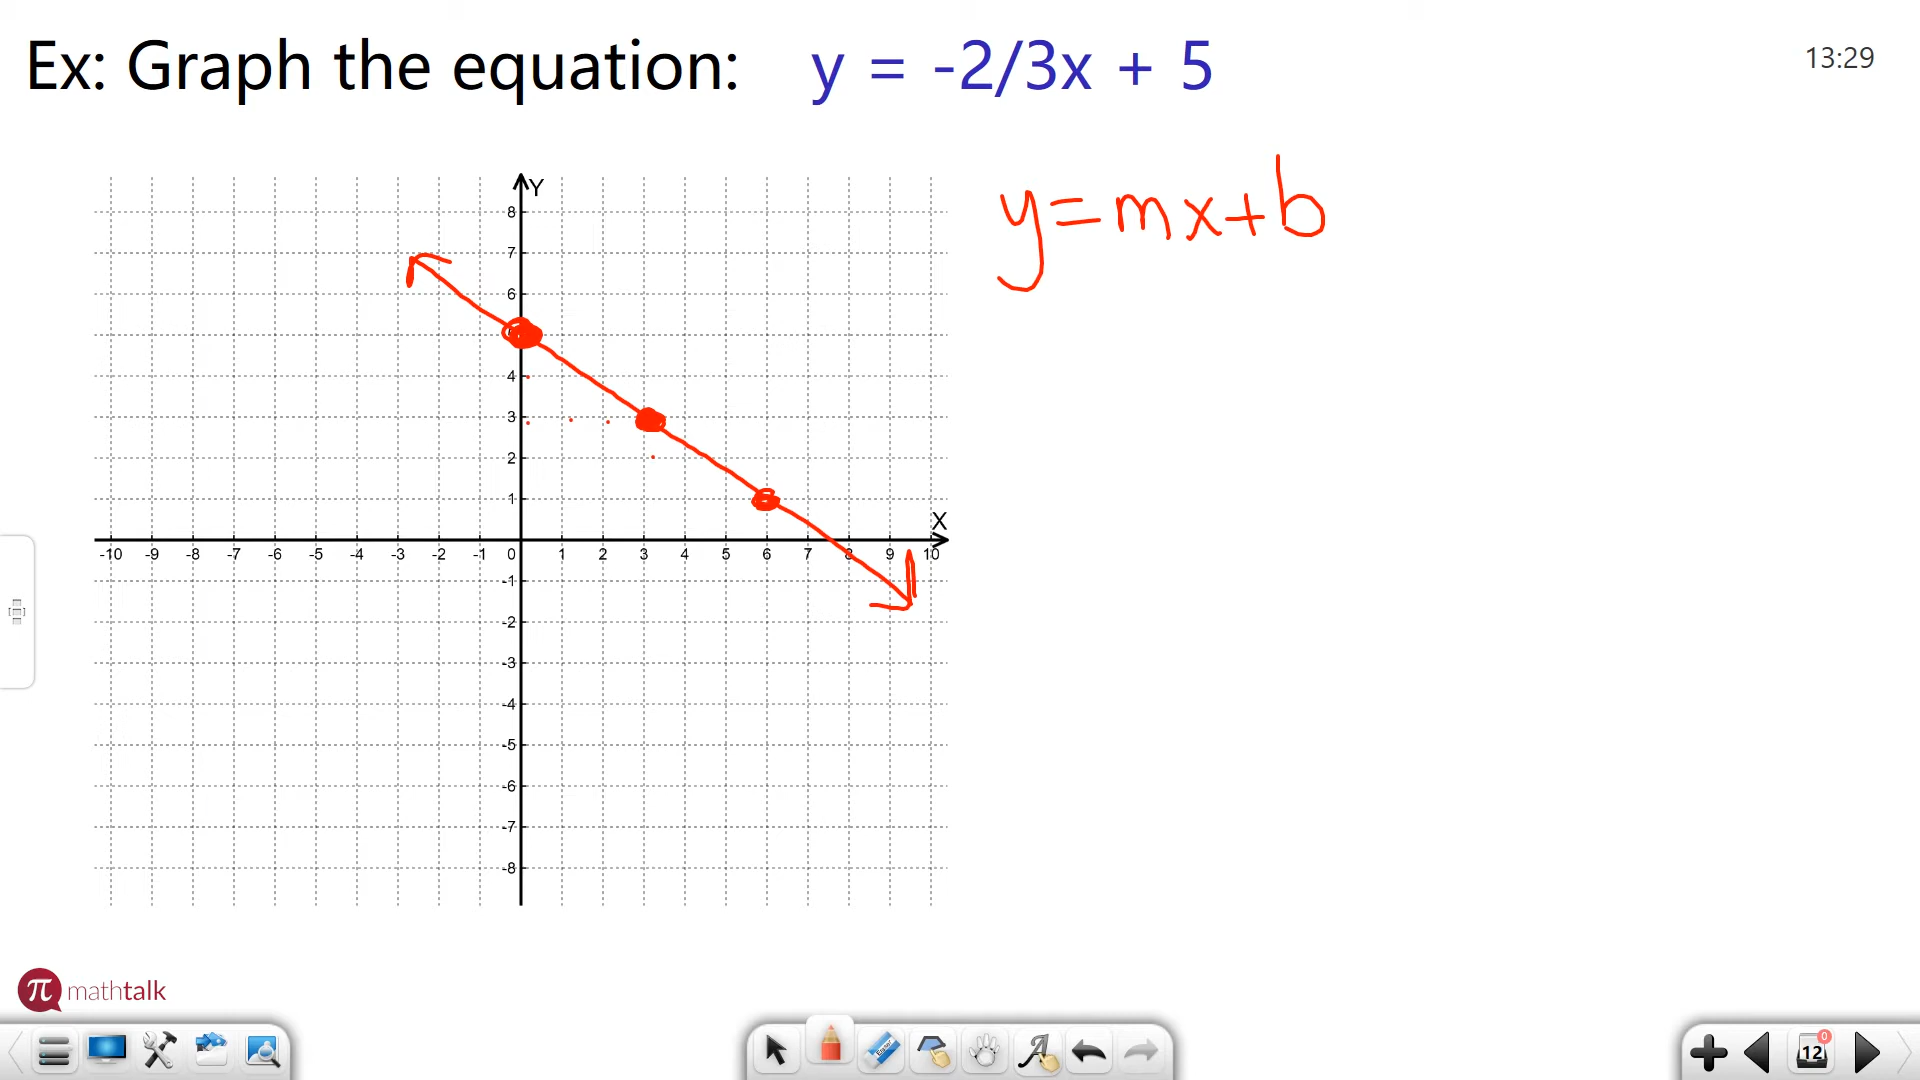 Ex: Graph the equation: y = -2/3x + 5
13:29
y=mx+b
Y
8
7
6
4
3
2
1
X
-10 -9 -8 -7 -6 -5 -4 -3 -2 -1 0 1 2 3 4 5 6 7 8 9 10
-1
-2
-3
-4
-5
-6
-7
-8
π mathtalk
Eraser
A
12
0